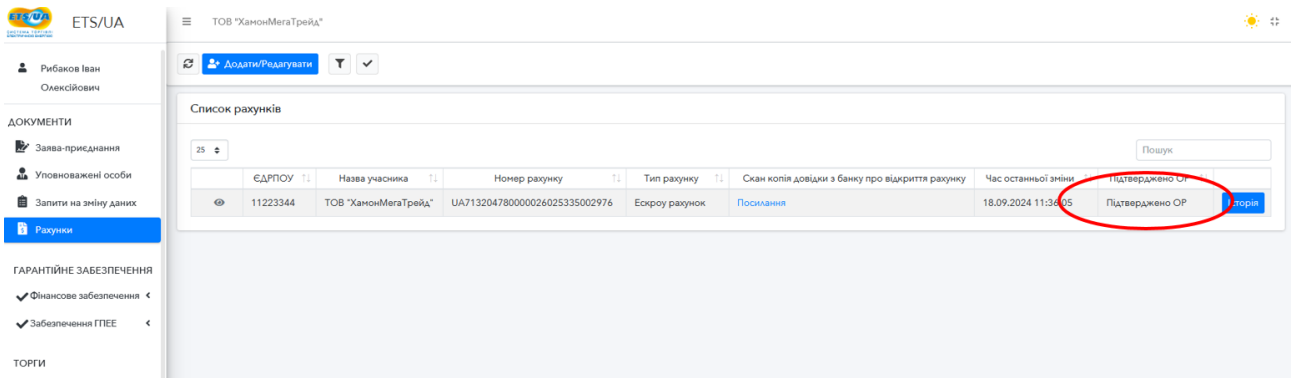 ETS/UA
ETS/UA
ТОВ "ХамонМегаТрейд"
Рибаков Іван
Олексійович
Додати/Редагувати
ДОКУМЕНТИ
Заява-приєднання
Уповноважені особи
Запити на зміну даних
Рахунки
ГАРАНТІЙНЕ ЗАБЕЗПЕЧЕННЯ
Фінансове забезпечення
Забезпечення ГПЕЕ
ТОРГИ
Список рахунків
25
Пошук
ЄДРПОУ Назва учасника Номер рахунку Тип рахунку Скан копія довідки з банку про відкриття рахунку Час останньої зміни Підтверджено ОР
11223344 ТОВ "ХамонМегаТрейд" UA713204780000026025335002976 Ескроу рахунок Посилання 18.09.2024 11:36:05 Підтверджено ОР Історія